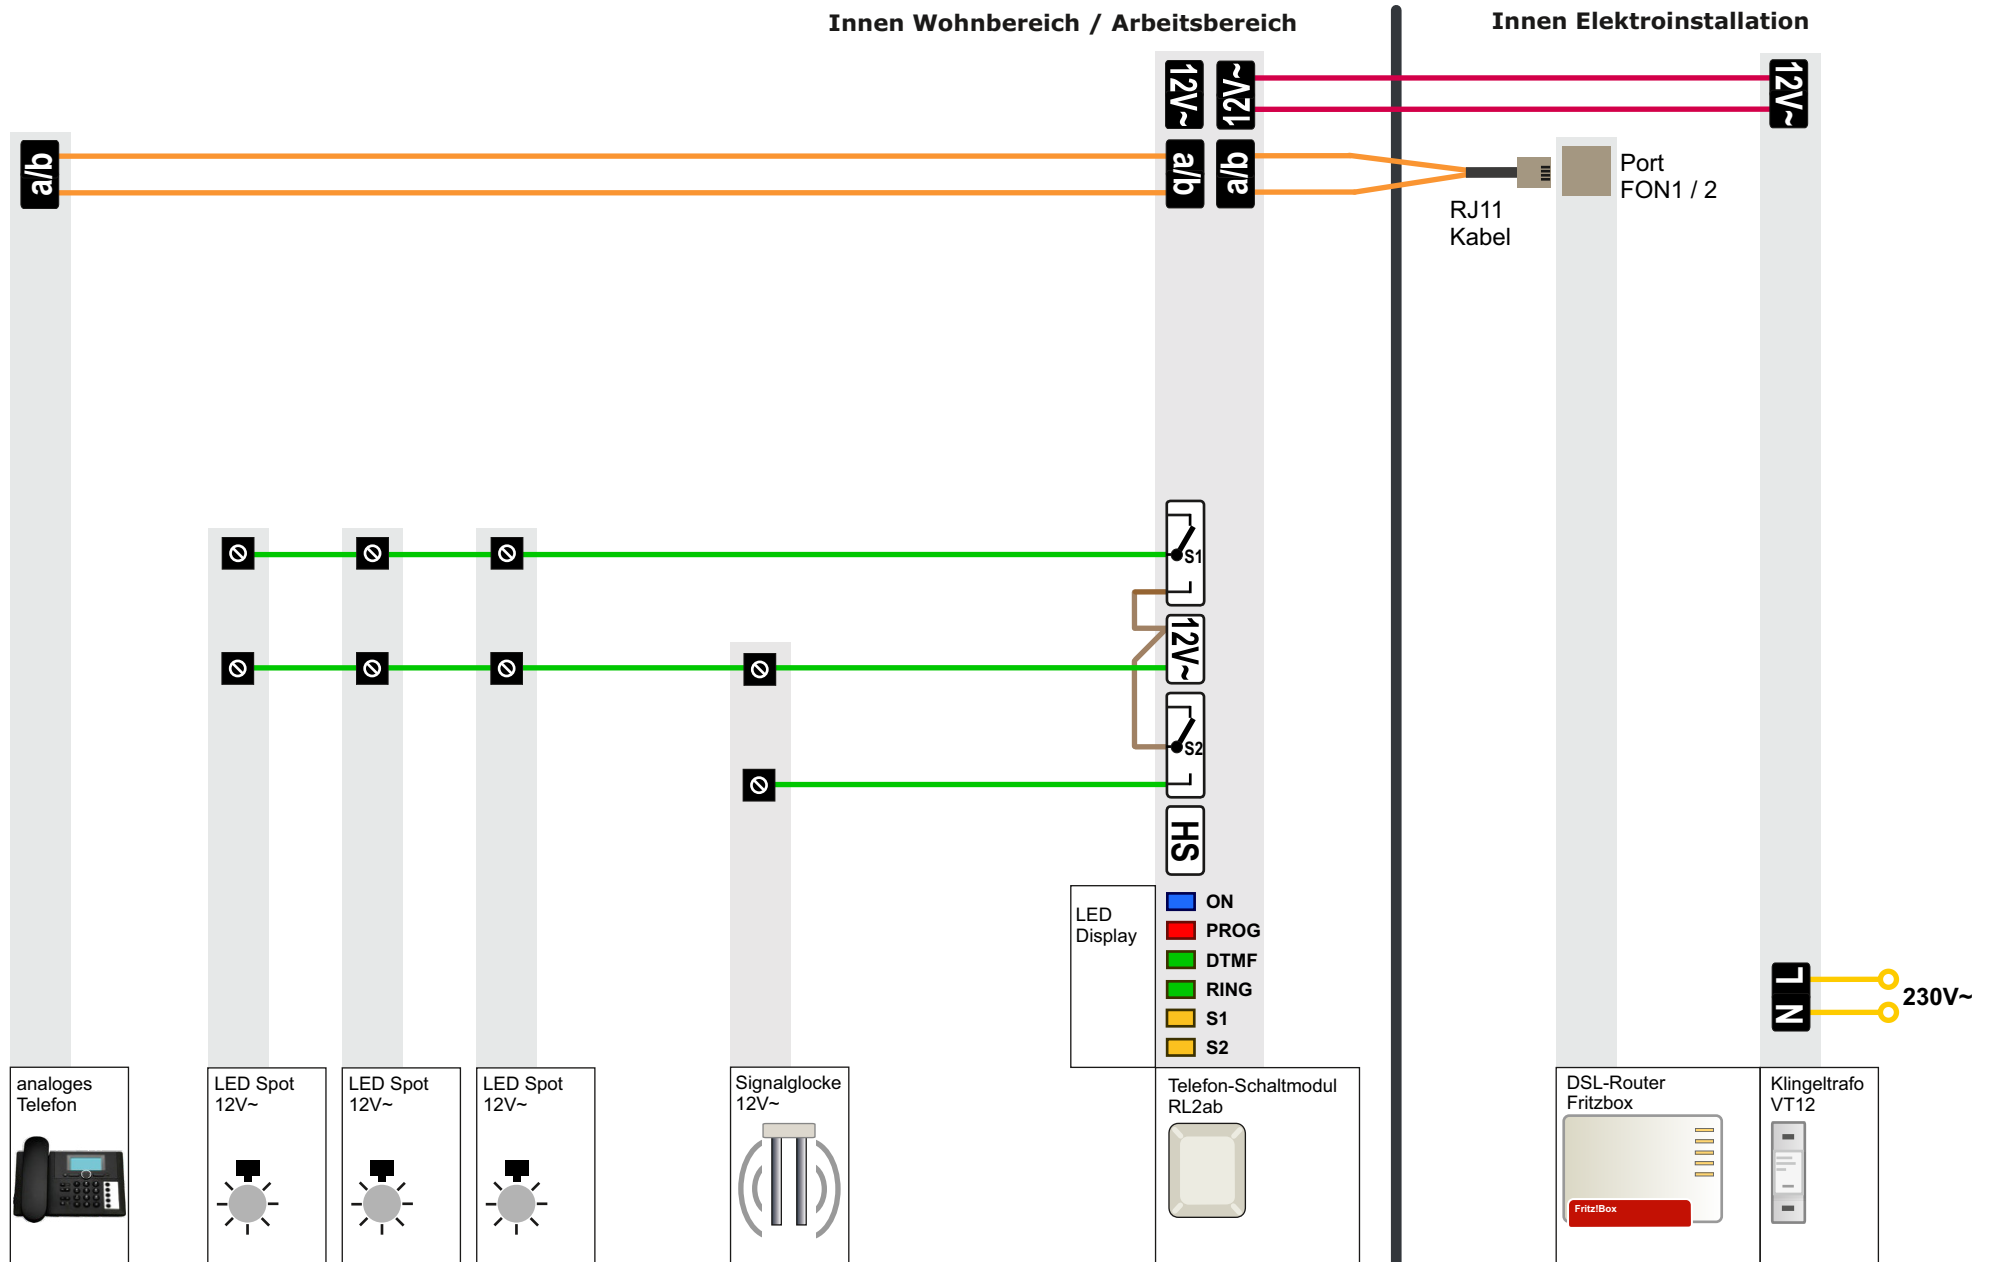 Innen Wohnbereich / Arbeitsbereich
Innen Elektroinstallation
12V~
12V~
12V~
a/b
a/b
a/b
Port
FON1 / 2
RJ11
Kabel
S1
12V~
S2
HS
LED
Display
ON
PROG
DTMF
RING
S1
S2
L
N
230V~
analoges
Telefon
LED Spot
12V~
LED Spot
12V~
LED Spot
12V~
Signalglocke
12V~
Telefon-Schaltmodul
RL2ab
DSL-Router
Fritzbox
Klingeltrafo
VT12
Fritz!Box